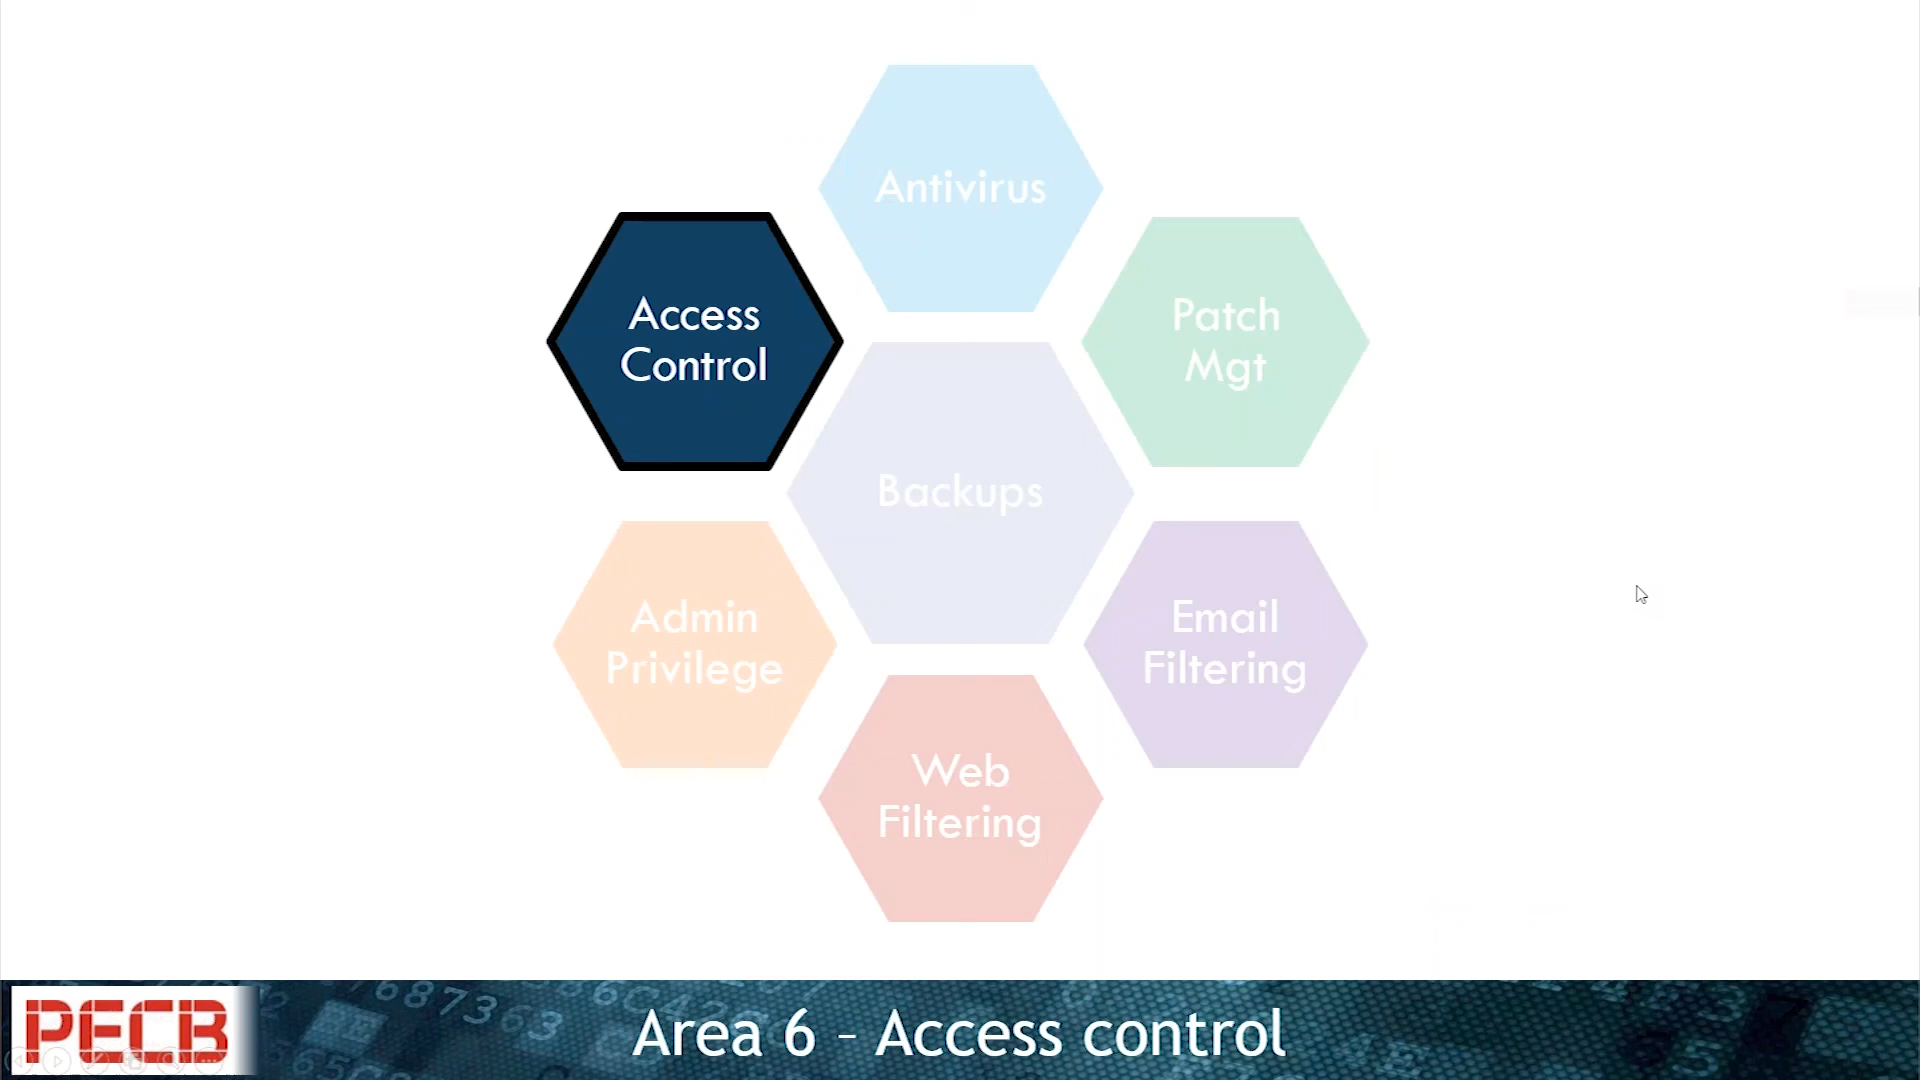 Antivirus
Access
Control
Patch
Mgt
Backups
Admin
Privilege
Email
Filtering
Web
Filtering
PECB
Area 6 – Access control